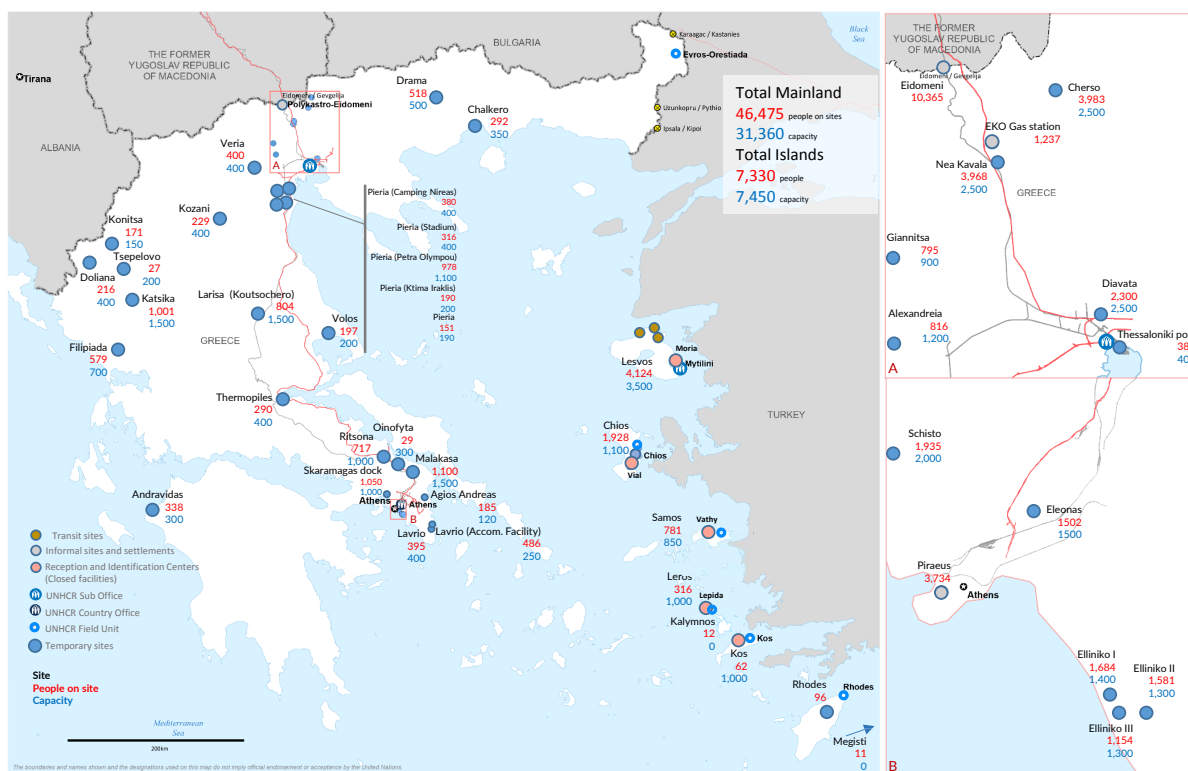 BULGARIA
Black
Sea
THE FORMER
YUGOSLAV REPUBLIC
OF MACEDONIA
Tirana
ALBANIA
Karaagac / Kastanies
Evros-Orestiada
Uzunkopru / Pythio
Ipsala / Kipoi
Total Mainland
46,475 people on sites
31,360 capacity
Total Islands
7,330 people
7,450 capacity
Eidomeni / Gevgelija
Polykastro-Eidomeni
A
Drama
518
500
Chalkero
292
350
Veria
400
400
Kozani
229
400
Konitsa
171
150
Tsepelovo
27
200
Doliana
216
400
Katsika
1,001
1,500
Filipiada
579
700
Larisa (Koutsochero)
804
1,500
GREECE
Volos
197
200
Pieria (Camping Nireas)
380
400
Pieria (Stadium)
316
400
Pieria (Petra Olympou)
978
1,100
Pieria (Ktima Iraklis)
190
200
Pieria
151
190
Thermopiles
290
400
Oinofyta
29
300
Ritsona
717
1,000
Malakasa
1,100
1,500
Skaramagas dock
1,050
1,000
Athens
Athens
B
Agios Andreas
185
120
Lavrio
395
400
Lavrio (Accom. Facility)
486
250
Andravidas
338
300
Moria
Mytilini
Lesvos
4,124
3,500
TURKEY
Chios
1,928
1,100
Chios
Vial
Samos
781
850
Vathy
Leros
316
1,000
Lepida
Kalymnos
12
0
Kos
Kos
62
1,000
Rhodes
96
Rhodes
Megisti
11
0
Transit sites
Informal sites and settlements
Reception and Identification Centers
(Closed facilities)
UNHCR Sub Office
UNHCR Country Office
UNHCR Field Unit
Temporary sites
Site
People on site
Capacity
Mediterranean
Sea
200km
The boundaries and names shown and the designations used on this map do not imply official endorsement or acceptance by the United Nations.
THE FORMER
YUGOSLAV REPUBLIC
OF MACEDONIA
Eidomeni / Gevgelija
Eidomeni
10,365
Cherso
3,983
2,500
EKO Gas station
1,237
Nea Kavala
3,968
2,500
GREECE
Giannitsa
795
900
Diavata
2,300
2,500
Alexandreia
816
1,200
Thessaloniki po
38
40
A
Schisto
1,935
2,000
Eleonas
1502
1500
Piraeus
3,734
Athens
Elliniko I
1,684
1,400
Elliniko II
1,581
1,300
Elliniko III
1,154
1,300
B